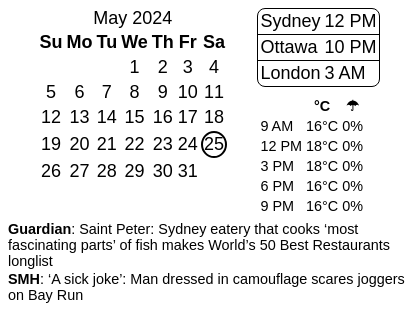 May 2024
Su Mo Tu We Th Fr Sa
1 2 3 4
5 6 7 8 9 10 11
12 13 14 15 16 17 18
19 20 21 22 23 24 25
26 27 28 29 30 31
Sydney 12 PM
Ottawa 10 PM
London 3 AM
°C ☂
9 AM 16°C 0%
12 PM 18°C 0%
3 PM 18°C 0%
6 PM 16°C 0%
9 PM 16°C 0%
Guardian: Saint Peter: Sydney eatery that cooks ‘most
fascinating parts’ of fish makes World’s 50 Best Restaurants
longlist
SMH: ‘A sick joke’: Man dressed in camouflage scares joggers
on Bay Run